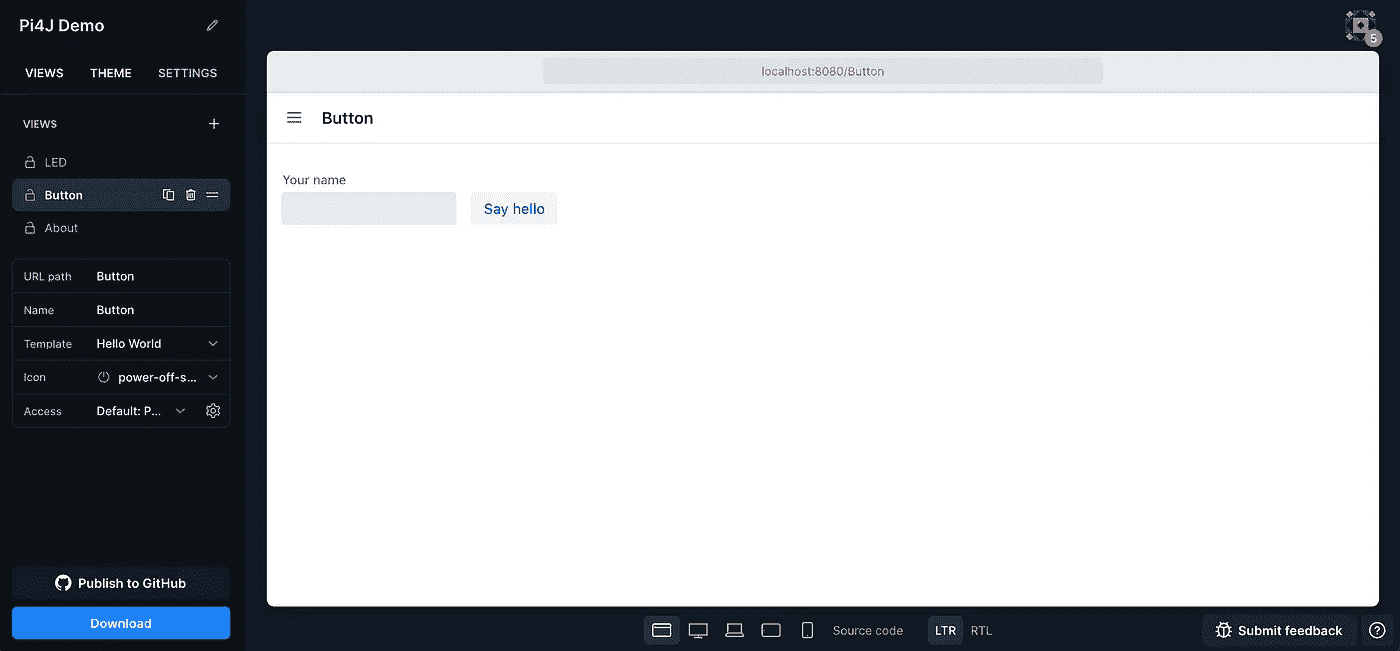 Pi4J Demo
VIEWS THEME SETTINGS
VIEWS
LED
Button
About
URL path Button
Name Button
Template Hello World
Icon power-off-s...
Access Default: P...
Publish to GitHub
Download
5
localhost:8080/Button
Button
Your name
Say hello
Source code LTR RTL
Submit feedback